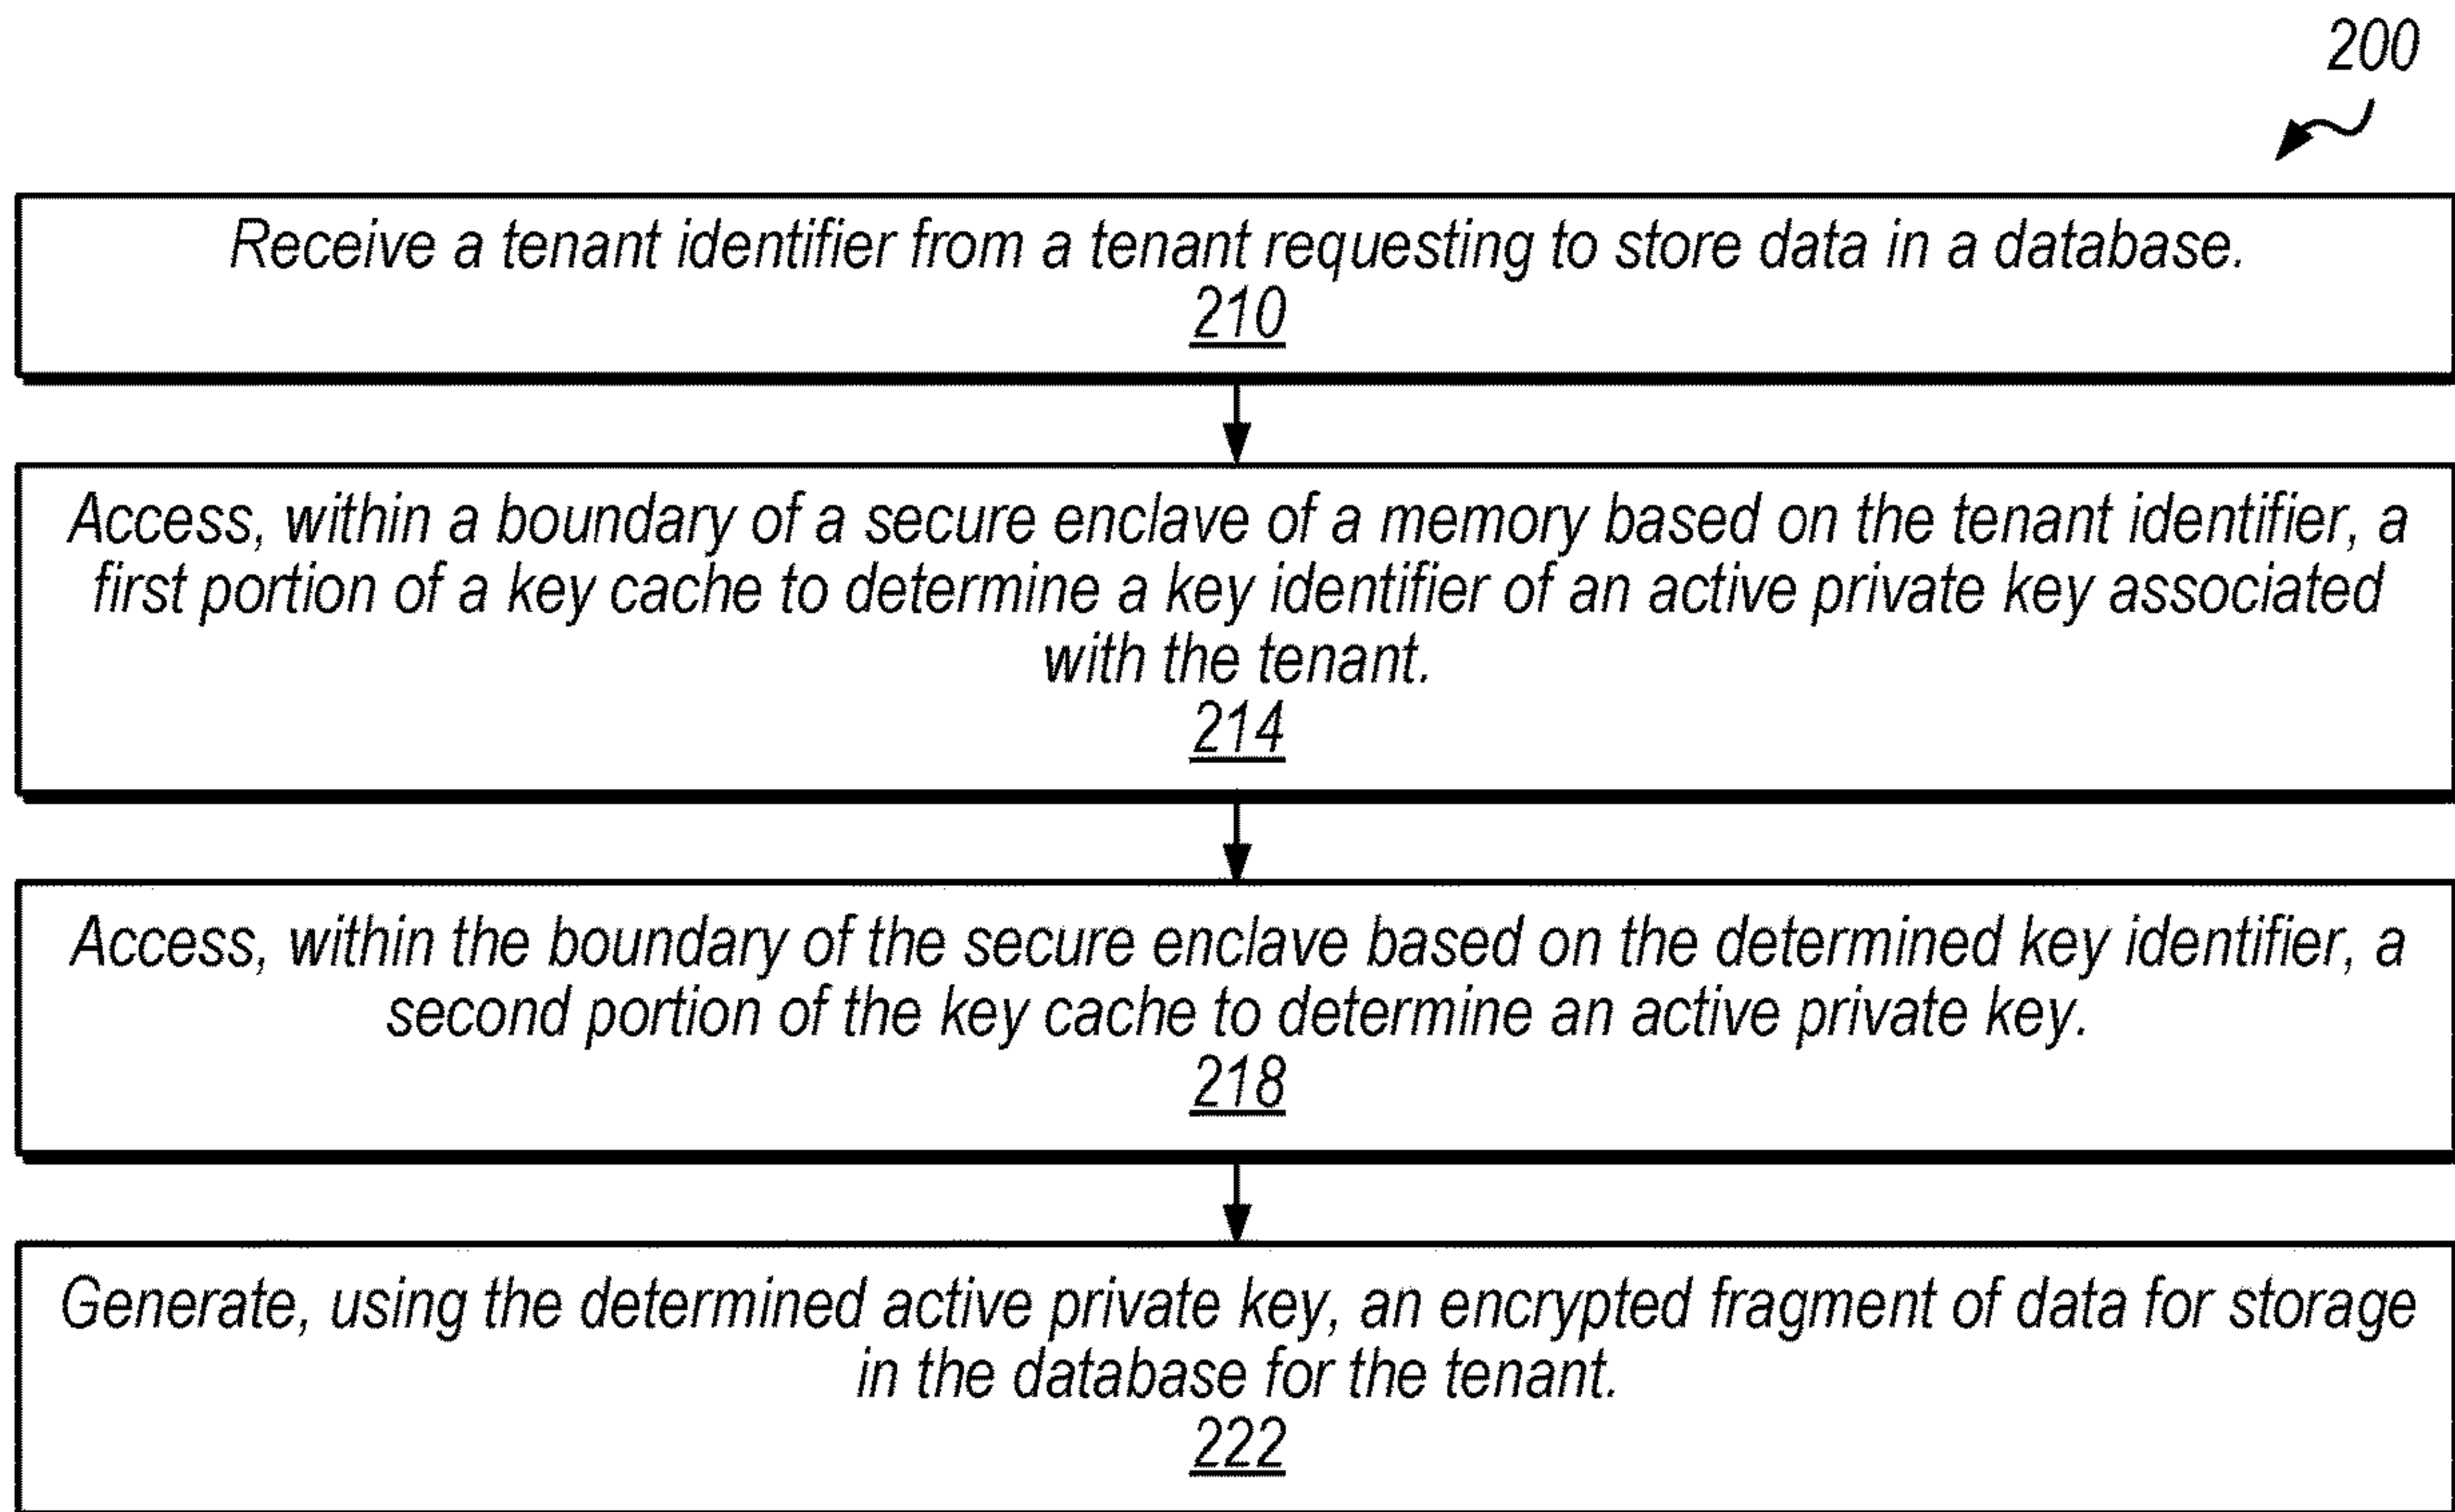 200
Receive a tenant identifier from a tenant requesting to store data in a database.
210
Access, within a boundary of a secure enclave of a memory based on the tenant identifier, a
first portion of a key cache to determine a key identifier of an active private key associated
with the tenant.
214
Access, within the boundary of the secure enclave based on the determined key identifier, a
second portion of the key cache to determine an active private key.
218
Generate, using the determined active private key, an encrypted fragment of data for storage
in the database for the tenant.
222